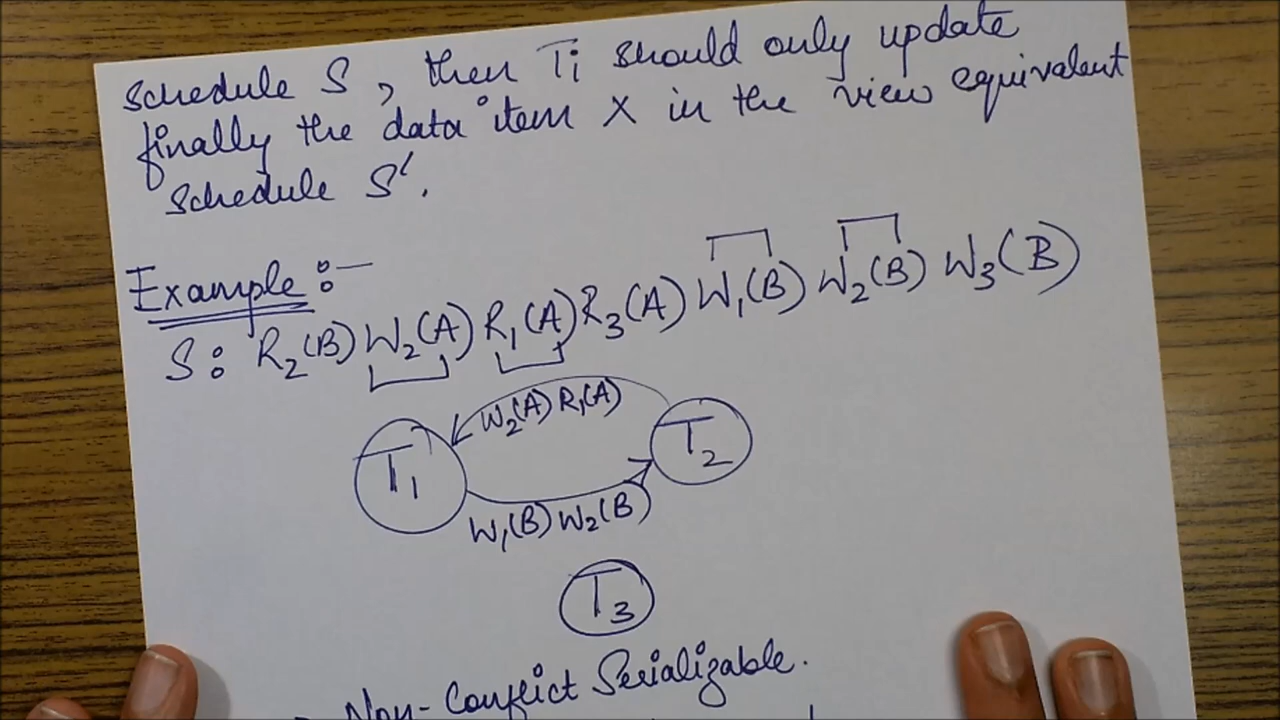 Schedule S, then Ti should only update
finally the data item X in the view equivalent
Schedule S'.
Example :-
S: R₂(B) W₂(A) R₁(A) R₃(A) W₁(B) W₂(B) W₃(B)
W₂(A) R₁(A)
T₁ T₂
W₁(B) W₂(B)
T₃
Non-Conflict Serializable.